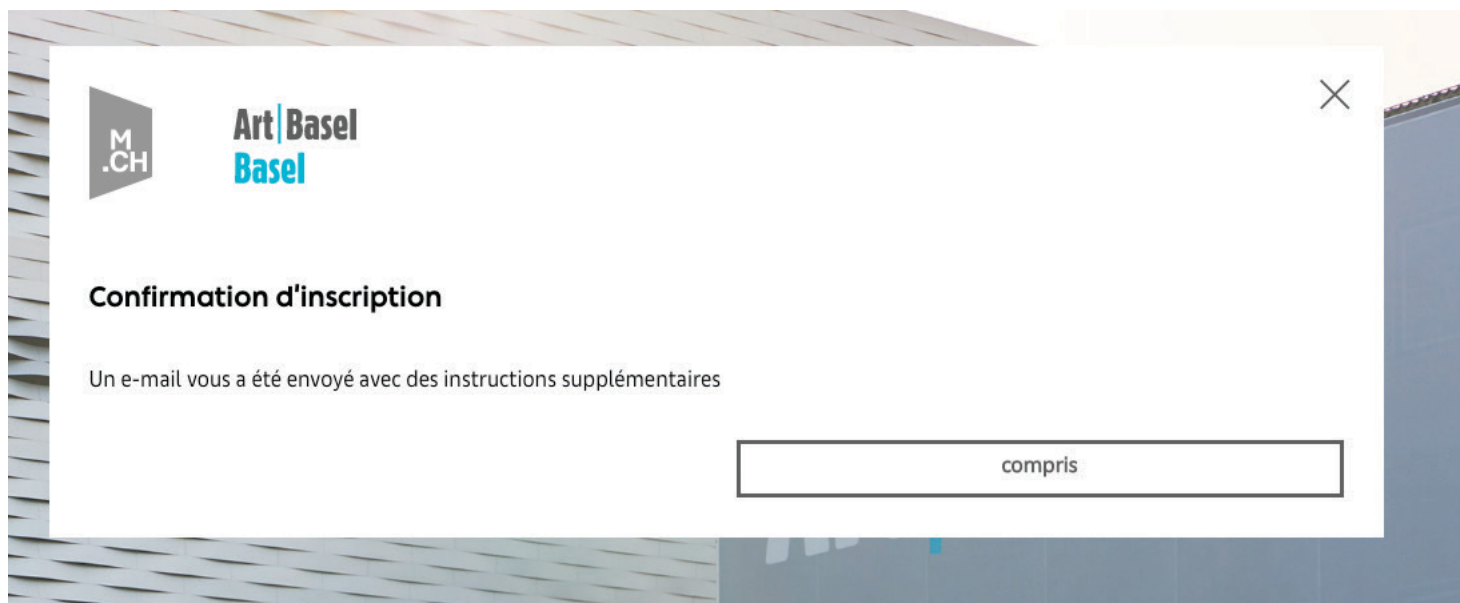 M
.CH
Art|Basel
Basel
Confirmation d'inscription
Un e-mail vous a été envoyé avec des instructions supplémentaires
compris